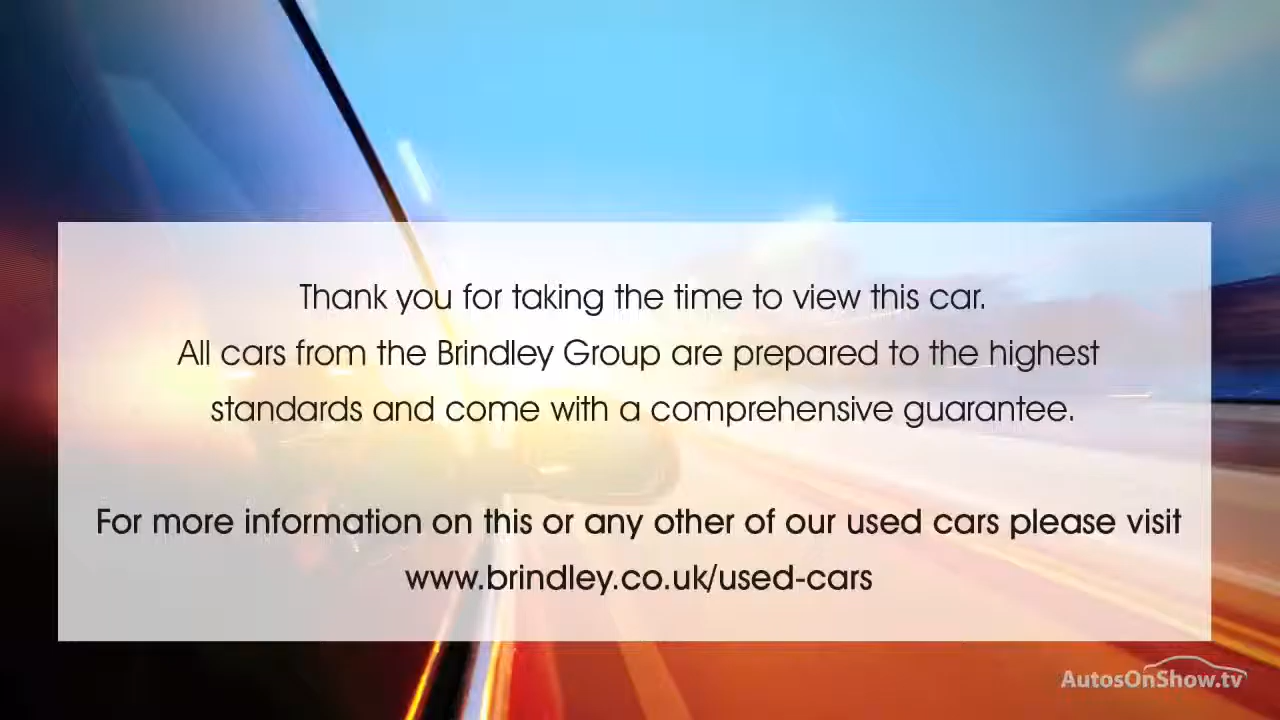 Thank you for taking the time to view this car.
All cars from the Brindley Group are prepared to the highest
standards and come with a comprehensive guarantee.
For more information on this or any other of our used cars please visit
www.brindley.co.uk/used-cars
AutosOnShow.tv